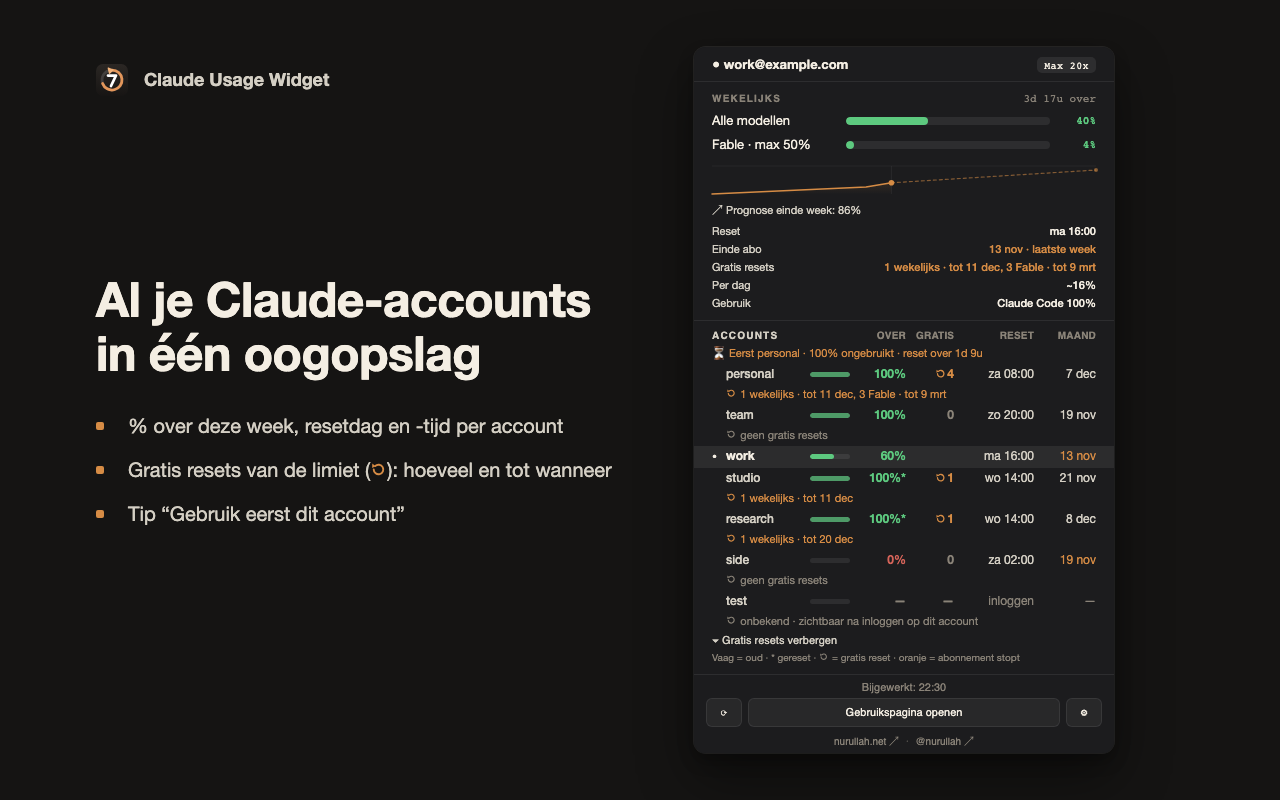 7
Claude Usage Widget
Al je Claude-accounts
in één oogopslag
% over deze week, resetdag en -tijd per account
Gratis resets van de limiet (↺): hoeveel en tot wanneer
Tip “Gebruik eerst dit account”
● work@example.com Max 20x
WEKELIJKS 3d 17u over
Alle modellen 40%
Fable · max 50% 4%
↗ Prognose einde week: 86%
Reset ma 16:00
Einde abo 13 nov · laatste week
Gratis resets 1 wekelijks · tot 11 dec, 3 Fable · tot 9 mrt
Per dag ~16%
Gebruik Claude Code 100%
ACCOUNTS OVER GRATIS RESET MAAND
⏳ Eerst personal · 100% ongebruikt · reset over 1d 9u
personal 100% ↺ 4 za 08:00 7 dec
↺ 1 wekelijks · tot 11 dec, 3 Fable · tot 9 mrt
team 100% 0 zo 20:00 19 nov
↺ geen gratis resets
• work 60% ma 16:00 13 nov
studio 100%* ↺ 1 wo 14:00 21 nov
↺ 1 wekelijks · tot 11 dec
research 100%* ↺ 1 wo 14:00 8 dec
↺ 1 wekelijks · tot 20 dec
side 0% 0 za 02:00 19 nov
↺ geen gratis resets
test — — inloggen —
↺ onbekend · zichtbaar na inloggen op dit account
▾ Gratis resets verbergen
Vaag = oud · * gereset · ↺ = gratis reset · oranje = abonnement stopt
Bijgewerkt: 22:30
⟳ Gebruikspagina openen ⚙
nurullah.net ↗ · @nurullah ↗